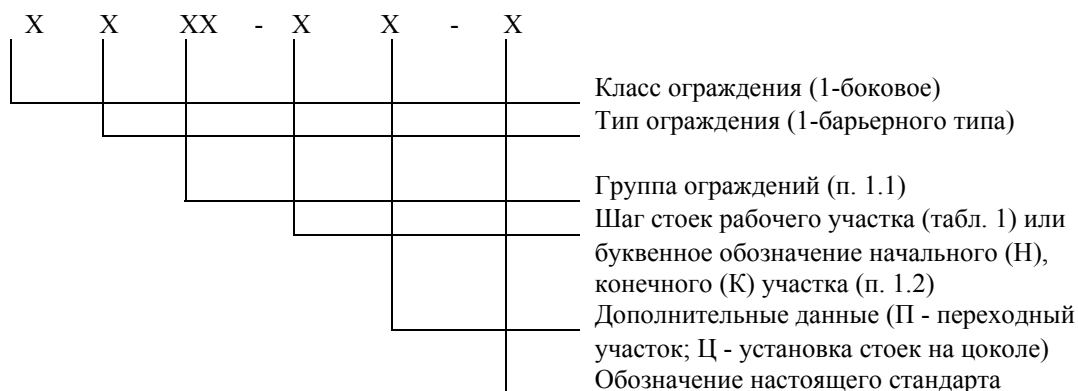 Х Х ХХ - Х Х - Х
Класс ограждения (1-боковое)
Тип ограждения (1-барьерного типа)
Группа ограждений (п. 1.1)
Шаг стоек рабочего участка (табл. 1) или
буквенное обозначение начального (Н),
конечного (К) участка (п. 1.2)
Дополнительные данные (П - переходный
участок; Ц - установка стоек на цоколе)
Обозначение настоящего стандарта